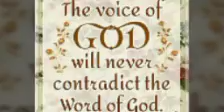 The voice of
GOD
will never
contradict the
Word of God.